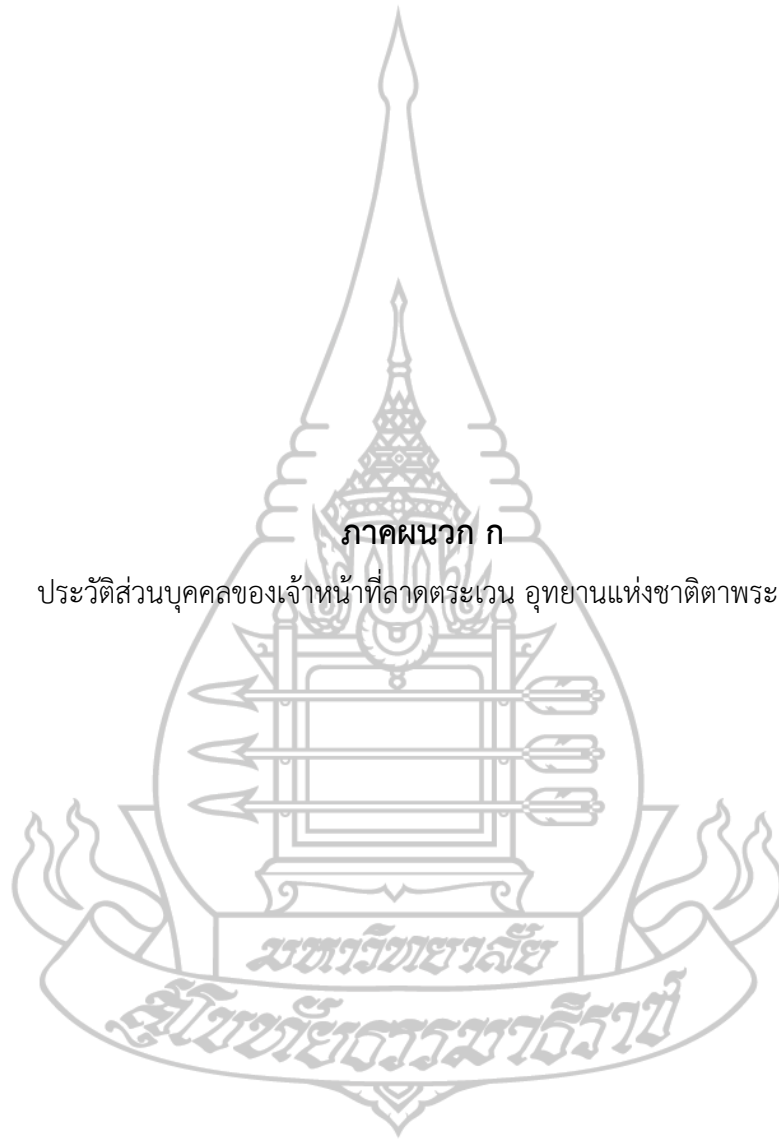 ภาคผนวก ก
ประวัติส่วนบุคคลของเจ้าหน้าที่ลาดตระเวน อุทยานแห่งชาติตาพระ
มหาวิทยาลัย
สุโขทัยธรรมาธิราช